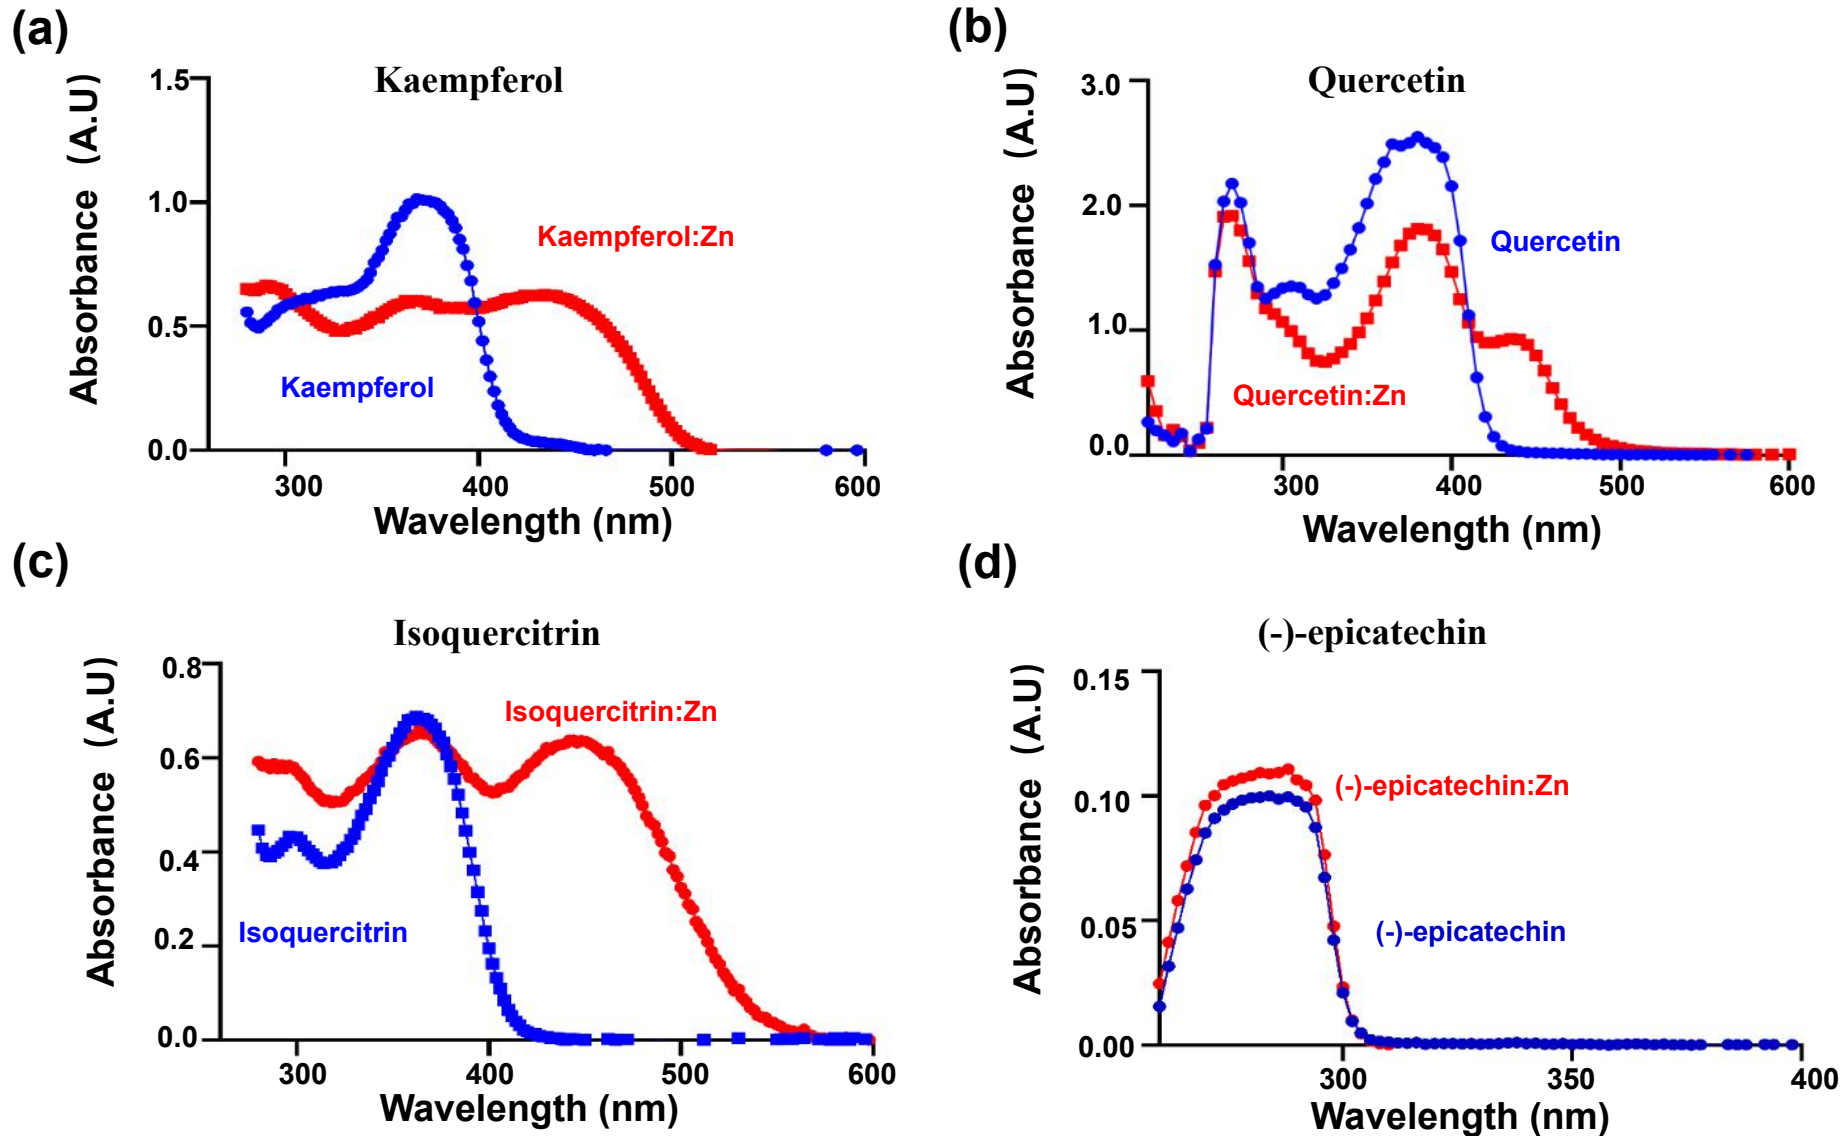 (a)
Kaempferol
Absorbance (A.U)
1.5
1.0
0.5
0.0
Kaempferol:Zn
Kaempferol
300 400 500 600
Wavelength (nm)
(b)
Quercetin
Absorbance (A.U)
3.0
2.0
1.0
0.0
Quercetin
Quercetin:Zn
300 400 500 600
Wavelength (nm)
(c)
Isoquercitrin
Absorbance (A.U)
0.8
0.6
0.4
0.2
0.0
Isoquercitrin:Zn
Isoquercitrin
300 400 500 600
Wavelength (nm)
(d)
(-)-epicatechin
Absorbance (A.U)
0.15
0.10
0.05
0.00
(-)-epicatechin:Zn
(-)-epicatechin
300 350 400
Wavelength (nm)